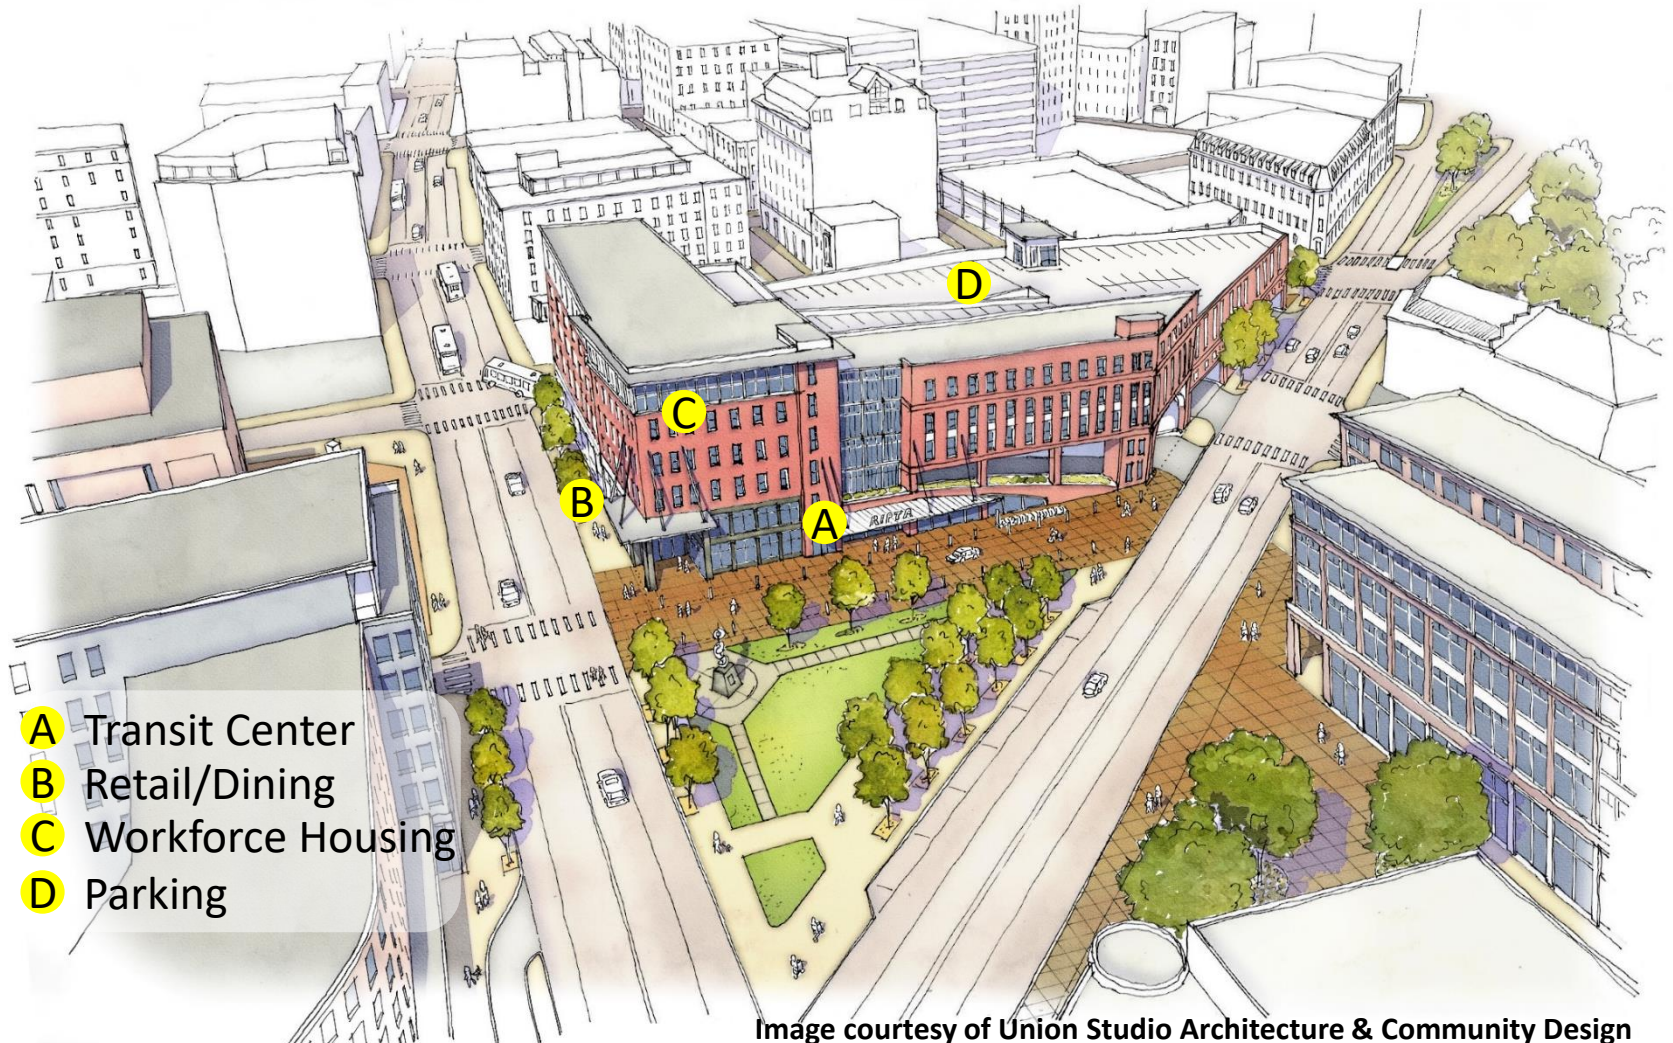 D
C
B
A
RIPTA
A Transit Center
B Retail/Dining
C Workforce Housing
D Parking
Image courtesy of Union Studio Architecture & Community Design